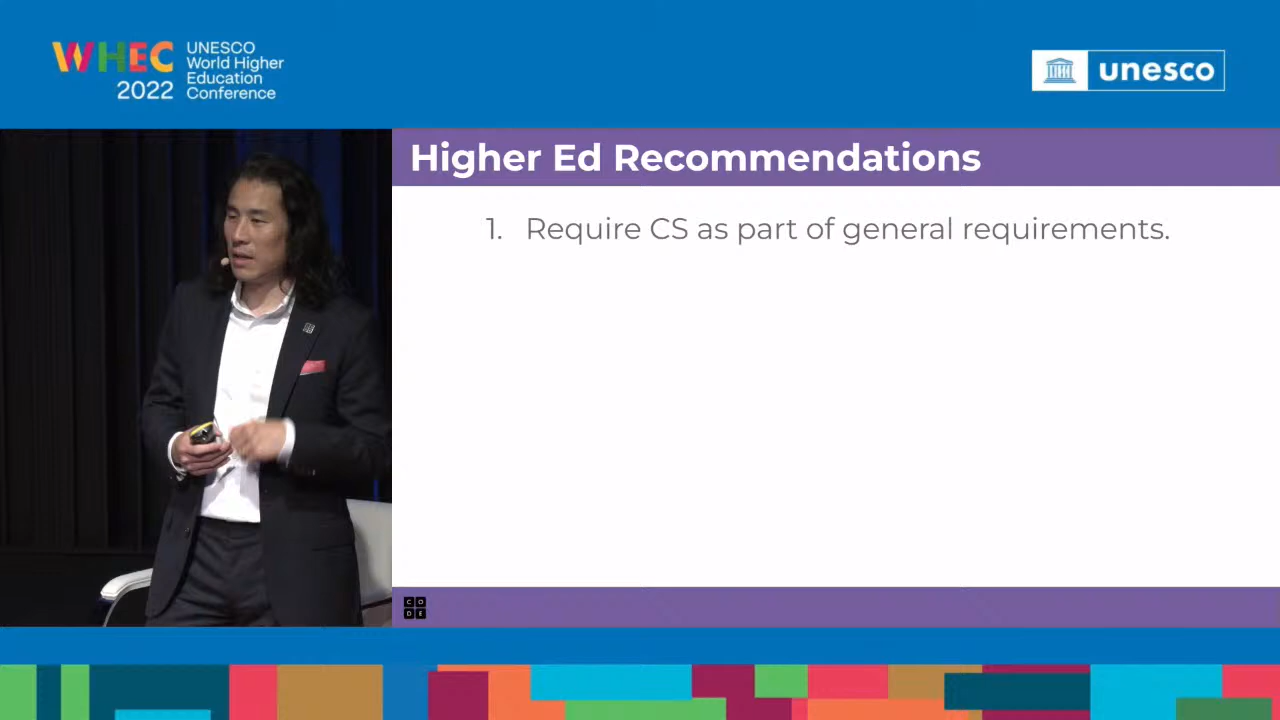 WHEC
2022
UNESCO
World Higher
Education
Conference
unesco
Higher Ed Recommendations
1. Require CS as part of general requirements.
C O
D E